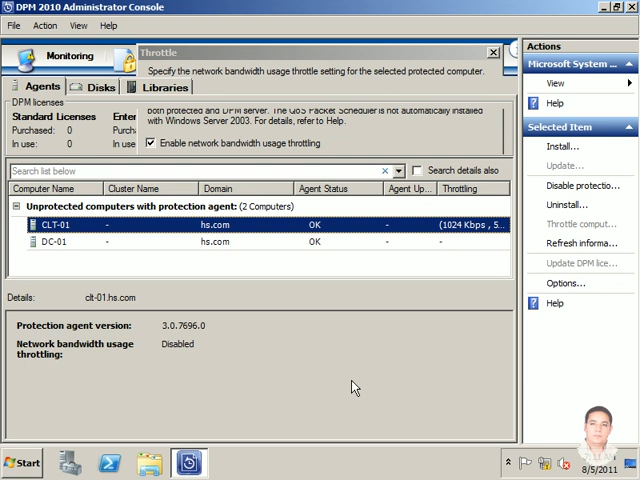 DPM 2010 Administrator Console
File Action View Help
Monitoring
Throttle
Specify the network bandwidth usage throttle setting for the selected protected computer.
Agents Disks Libraries
DPM licenses
Standard Licenses Enter
Purchased: 0 Purch
In use: 0 In use:
both protected and DPM server. The QoS Packet Scheduler is not automatically installed
with Windows Server 2003. For details, refer to Help.
Enable network bandwidth usage throttling
Search list below Search details also
Computer Name Cluster Name Domain Agent Status Agent Up... Throttling
Unprotected computers with protection agent: (2 Computers)
CLT-01 - hs.com OK - (1024 Kbps , 5...
DC-01 - hs.com OK - -
Details: clt-01.hs.com
Protection agent version: 3.0.7696.0
Network bandwidth usage Disabled
throttling:
Actions
Microsoft System ...
View
Help
Selected Item
Install...
Update...
Disable protectio...
Uninstall...
Throttle comput...
Refresh informa...
Update DPM lice...
Options...
Help
Start
8/5/2011